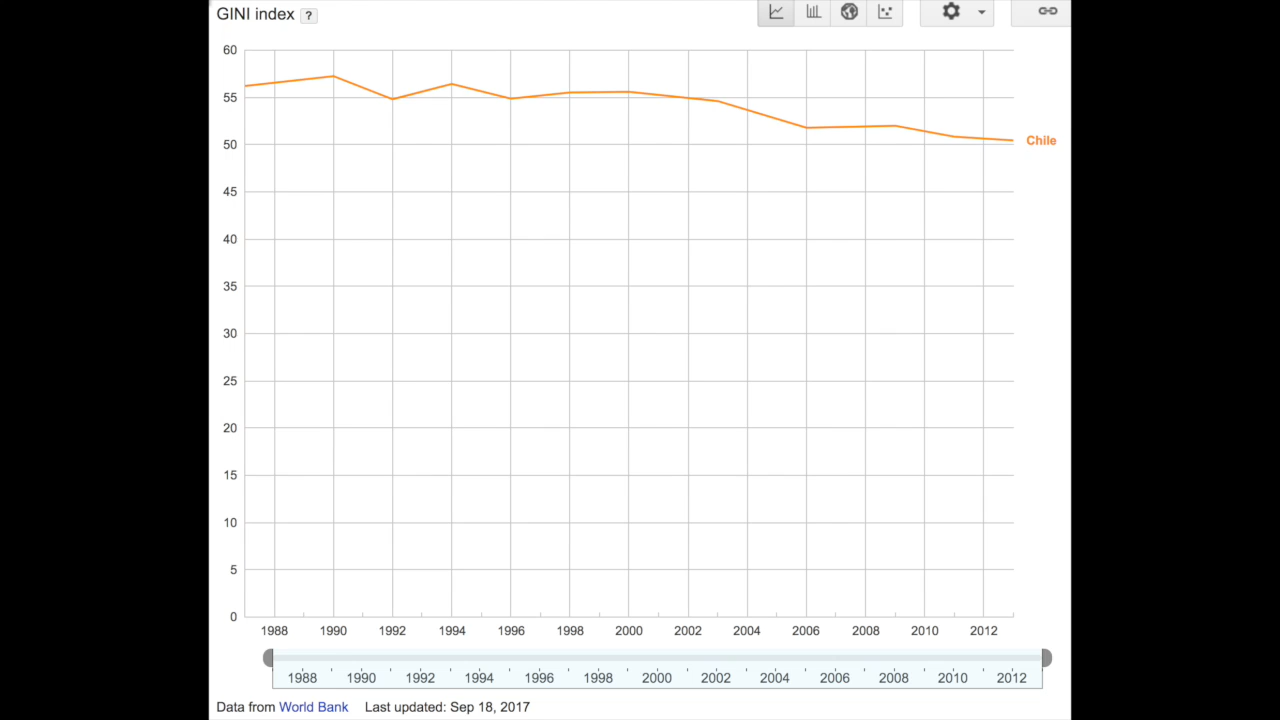 GINI index ?
60
55
50
45
40
35
30
25
20
15
10
5
0
Chile
1988 1990 1992 1994 1996 1998 2000 2002 2004 2006 2008 2010 2012
1988 1990 1992 1994 1996 1998 2000 2002 2004 2006 2008 2010 2012
Data from World Bank Last updated: Sep 18, 2017